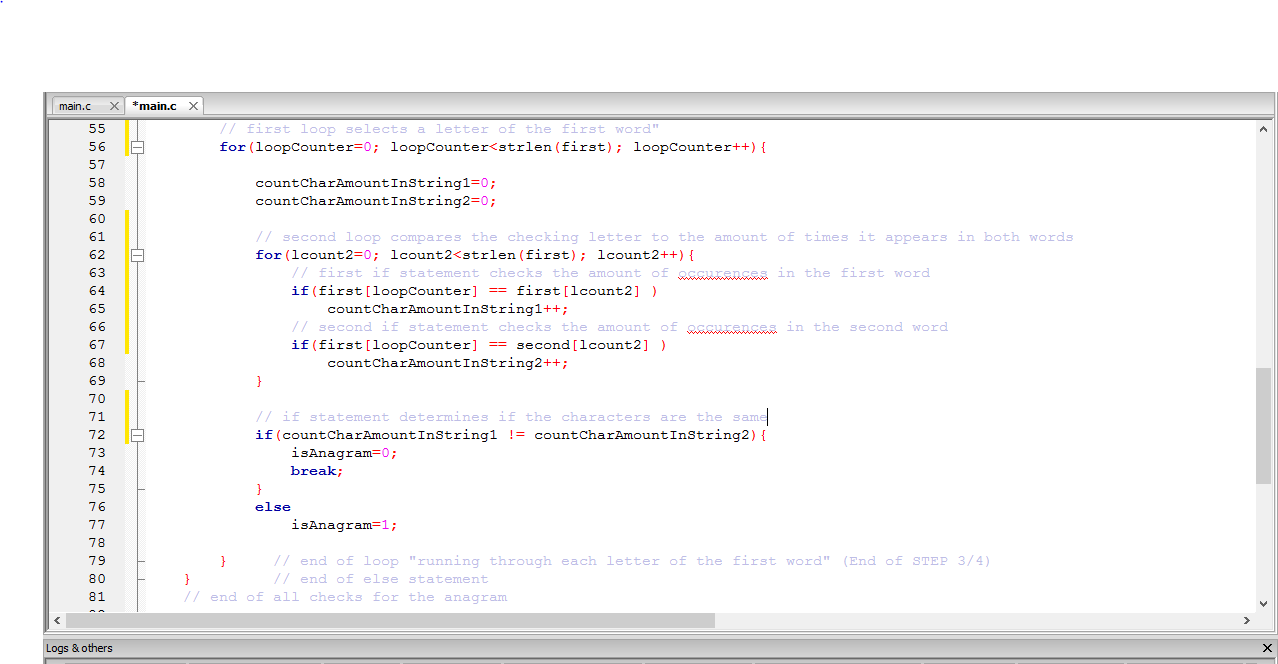 main.c *main.c
55 // first loop selects a letter of the first word"
56 for(loopCounter=0; loopCounter<strlen(first); loopCounter++){
57
58 countCharAmountInString1=0;
59 countCharAmountInString2=0;
60
61 // second loop compares the checking letter to the amount of times it appears in both words
62 for(lcount2=0; lcount2<strlen(first); lcount2++){
63 // first if statement checks the amount of occurences in the first word
64 if(first[loopCounter] == first[lcount2] )
65 countCharAmountInString1++;
66 // second if statement checks the amount of occurences in the second word
67 if(first[loopCounter] == second[lcount2] )
68 countCharAmountInString2++;
69 }
70
71 // if statement determines if the characters are the same
72 if(countCharAmountInString1 != countCharAmountInString2){
73 isAnagram=0;
74 break;
75 }
76 else
77 isAnagram=1;
78
79 } // end of loop "running through each letter of the first word" (End of STEP 3/4)
80 } // end of else statement
81 // end of all checks for the anagram
Logs & others